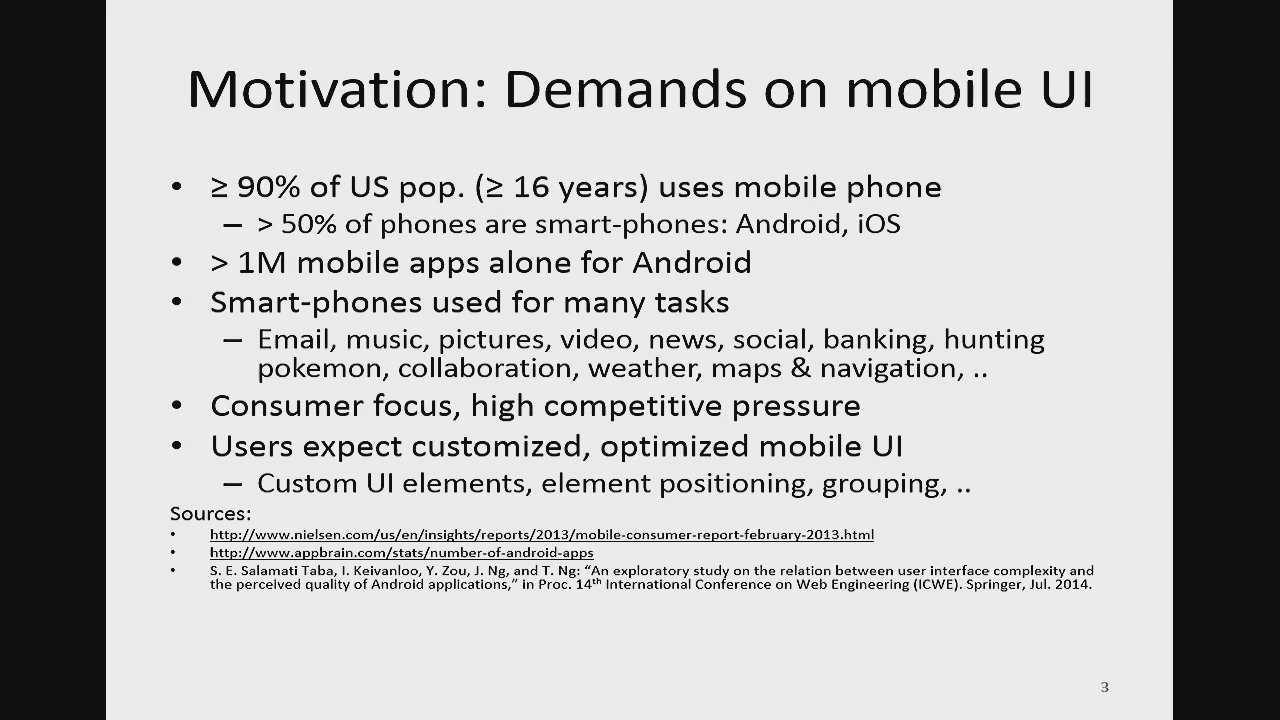 Motivation: Demands on mobile UI
• ≥ 90% of US pop. (≥ 16 years) uses mobile phone
– > 50% of phones are smart-phones: Android, iOS
• > 1M mobile apps alone for Android
• Smart-phones used for many tasks
– Email, music, pictures, video, news, social, banking, hunting
pokemon, collaboration, weather, maps & navigation, ..
• Consumer focus, high competitive pressure
• Users expect customized, optimized mobile UI
– Custom UI elements, element positioning, grouping, ..
Sources:
• http://www.nielsen.com/us/en/insights/reports/2013/mobile-consumer-report-february-2013.html
• http://www.appbrain.com/stats/number-of-android-apps
• S. E. Salamati Taba, I. Keivanloo, Y. Zou, J. Ng, and T. Ng: “An exploratory study on the relation between user interface complexity and
the perceived quality of Android applications,” in Proc. 14th International Conference on Web Engineering (ICWE). Springer, Jul. 2014.
3